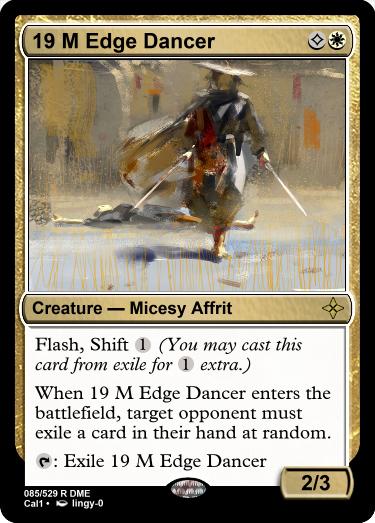 19 M Edge Dancer
Creature — Micesy Affrit
Flash, Shift 1 (You may cast this
card from exile for 1 extra.)
When 19 M Edge Dancer enters the
battlefield, target opponent must
exile a card in their hand at random.
: Exile 19 M Edge Dancer
2/3
085/529 R DME
Cal1 • lingy-0